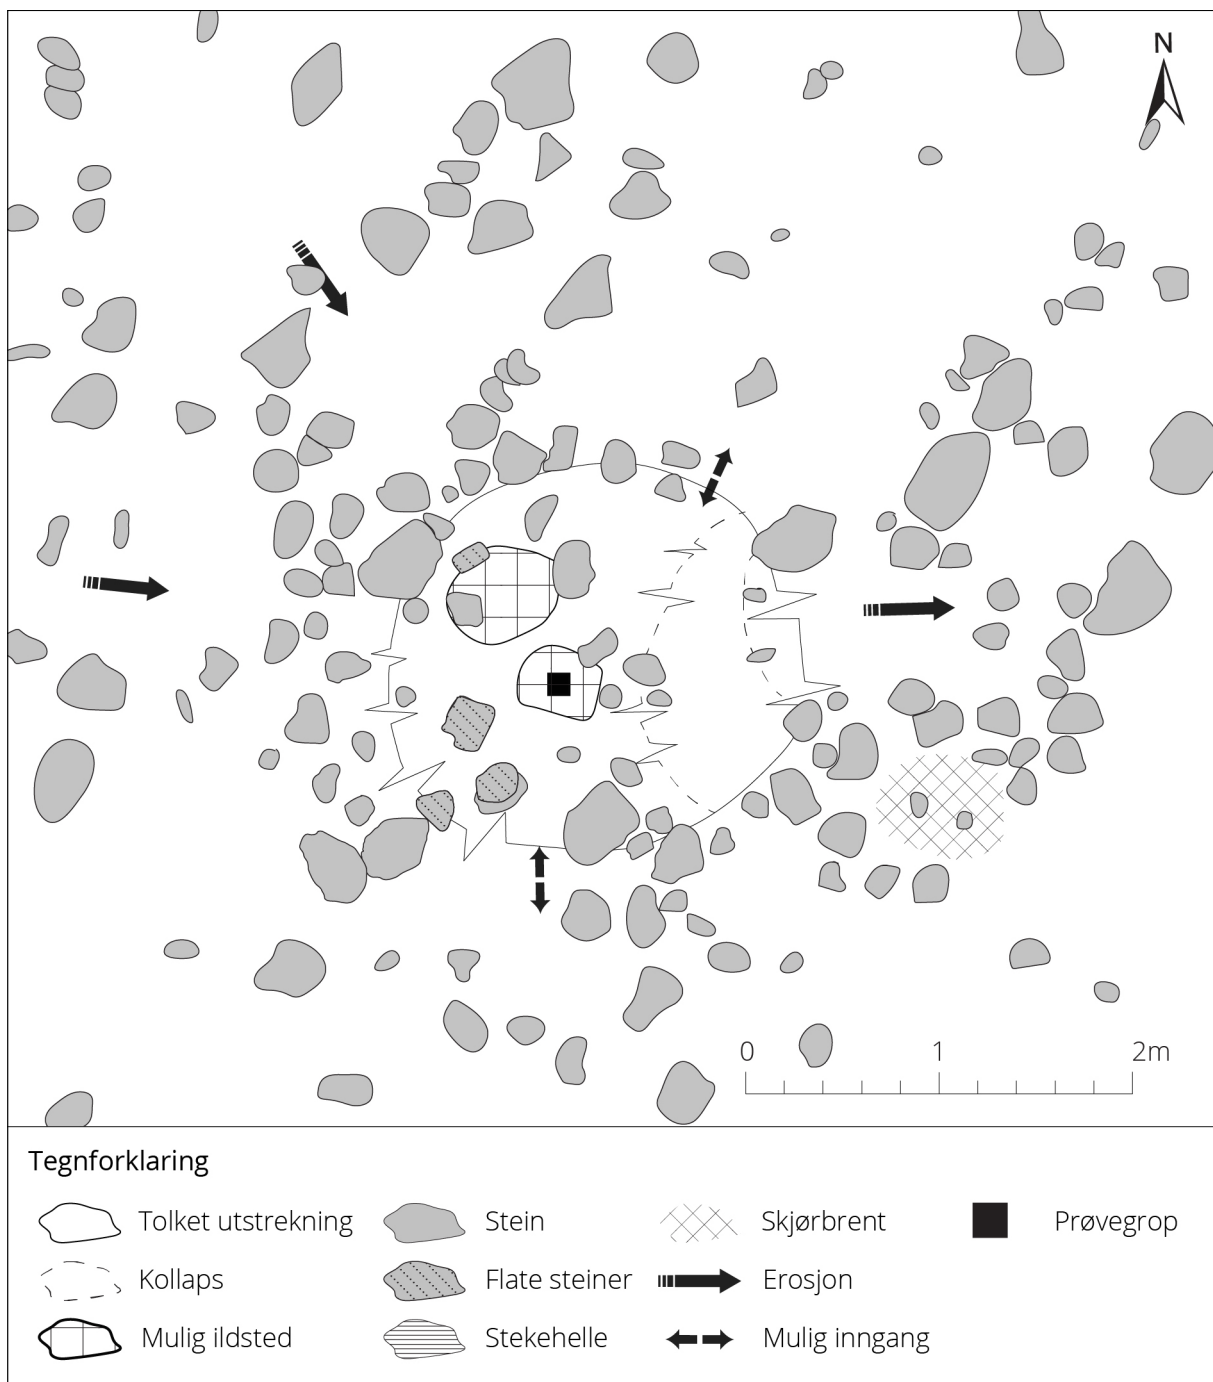 N
0 1 2m
Tegnforklaring
Tolket utstrekning Stein Skjørbrent Prøvegrop
Kollaps Flate steiner Erosjon
Mulig ildsted Stekehelle Mulig inngang